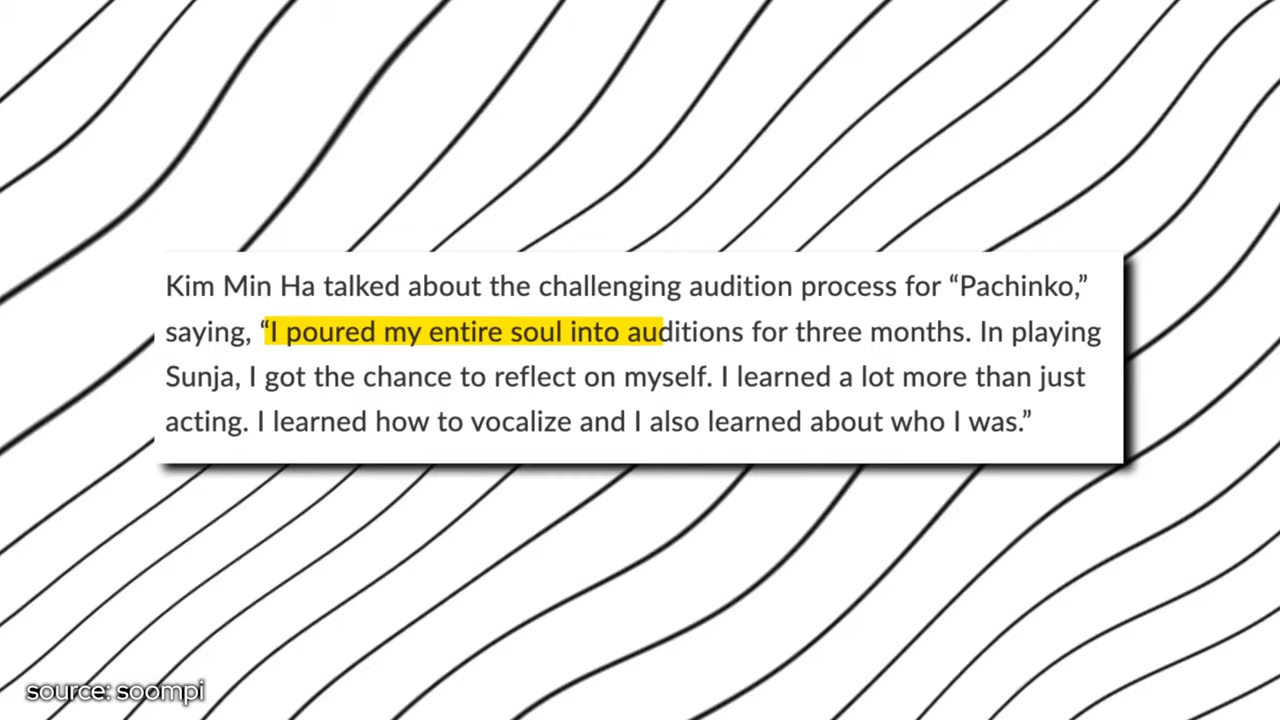 Kim Min Ha talked about the challenging audition process for “Pachinko,”
saying, “I poured my entire soul into auditions for three months. In playing
Sunja, I got the chance to reflect on myself. I learned a lot more than just
acting. I learned how to vocalize and I also learned about who I was.”
source: soompi